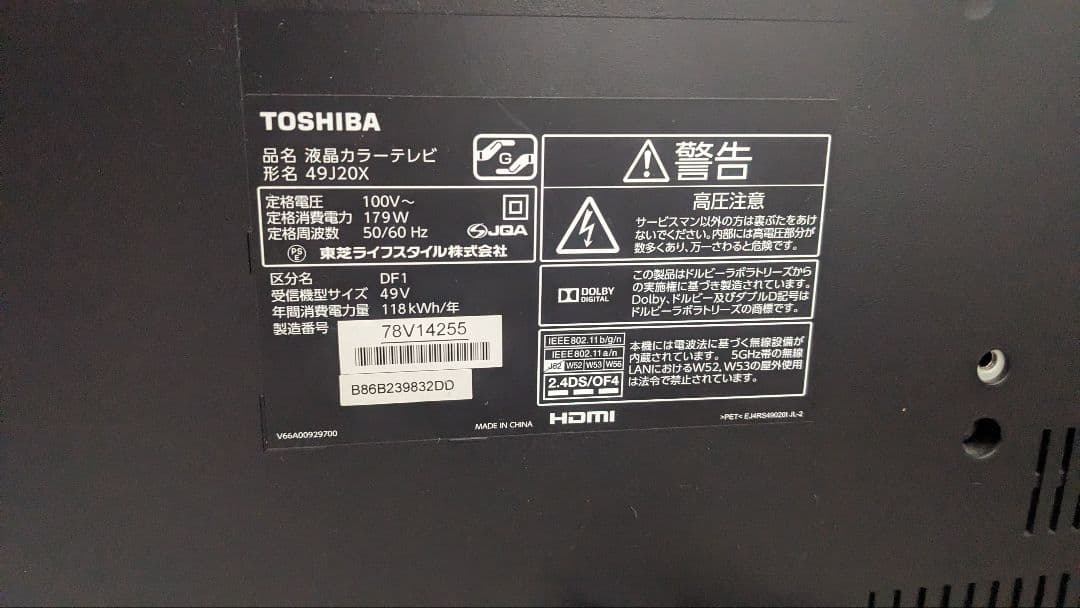 TOSHIBA
品名 液晶カラーテレビ
形名 49J20X
G
定格電圧 100V～
定格消費電力 179W
定格周波数 50/60 Hz
JQA
PS
E
東芝ライフスタイル株式会社
区分名 DF1
受信機型サイズ 49V
年間消費電力量 118kWh/年
製造番号 78V14255
B86B239832DD
V66A00929700
MADE IN CHINA
警告
高圧注意
サービスマン以外の方は裏ぶたをあけ
ないでください。内部には高電圧部分が
数多くあり、万一さわると危険です。
DOLBY
DIGITAL
この製品はドルビーラボラトリーズから
の実施権に基づき製造されています。
Dolby、ドルビー及びダブルD記号は
ドルビーラボラトリーズの商標です。
IEEE802.11b/g/n
IEEE802.11a/n
J52 W52 W53 W56
2.4DS/OF4
本機には電波法に基づく無線設備が
内蔵されています。 5GHz帯の無線
LANにおけるW52, W53の屋外使用
は法令で禁止されています。
HDMI
>PET< EJ4RS490201 JL-2